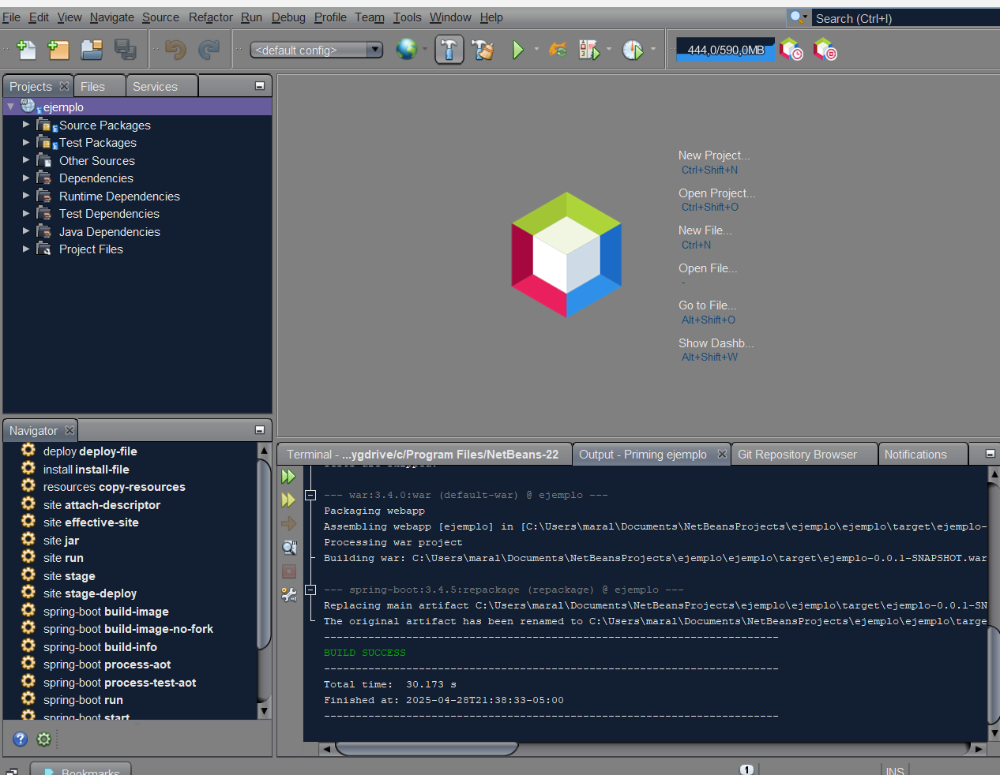 File Edit View Navigate Source Refactor Run Debug Profile Team Tools Window Help
Search (Ctrl+I)
<default config>
444,0/590,0MB
Projects Files Services
ejemplo
Source Packages
Test Packages
Other Sources
Dependencies
Runtime Dependencies
Test Dependencies
Java Dependencies
Project Files
New Project...
Ctrl+Shift+N
Open Project...
Ctrl+Shift+O
New File...
Ctrl+N
Open File...
-
Go to File...
Alt+Shift+O
Show Dashb...
Alt+Shift+W
Navigator
deploy deploy-file
install install-file
resources copy-resources
site attach-descriptor
site effective-site
site jar
site run
site stage
site stage-deploy
spring-boot build-image
spring-boot build-image-no-fork
spring-boot build-info
spring-boot process-aot
spring-boot process-test-aot
spring-boot run
spring-boot start
Terminal - ...ygdrive/c/Program Files/NetBeans-22
Output - Priming ejemplo
Git Repository Browser
Notifications
Tests are skipped.
--- war:3.4.0:war (default-war) @ ejemplo ---
Packaging webapp
Assembling webapp [ejemplo] in [C:\Users\maral\Documents\NetBeansProjects\ejemplo\ejemplo\target\ejemplo-
Processing war project
Building war: C:\Users\maral\Documents\NetBeansProjects\ejemplo\ejemplo\target\ejemplo-0.0.1-SNAPSHOT.war
--- spring-boot:3.4.5:repackage (repackage) @ ejemplo ---
Replacing main artifact C:\Users\maral\Documents\NetBeansProjects\ejemplo\ejemplo\target\ejemplo-0.0.1-SN
The original artifact has been renamed to C:\Users\maral\Documents\NetBeansProjects\ejemplo\ejemplo\targe
------------------------------------------------------------------------
BUILD SUCCESS
------------------------------------------------------------------------
Total time:  30.173 s
Finished at: 2025-04-28T21:38:33-05:00
------------------------------------------------------------------------
Bookmarks
1
INS